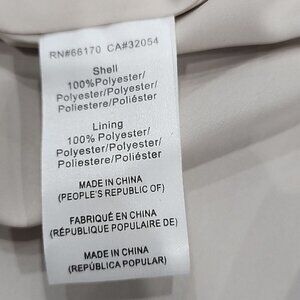 RN#66170 CA#32054
Shell
100%Polyester/
Polyester/Polyester/
Poliestere/Poliéster
Lining
100% Polyester/
Polyester/Polyester/
Poliestere/Poliéster
MADE IN CHINA
(PEOPLE'S REPUBLIC OF)
FABRIQUÉ EN CHINA
(RÉPUBLIQUE POPULAIRE DE)
MADE IN CHINA
(REPÚBLICA POPULAR)